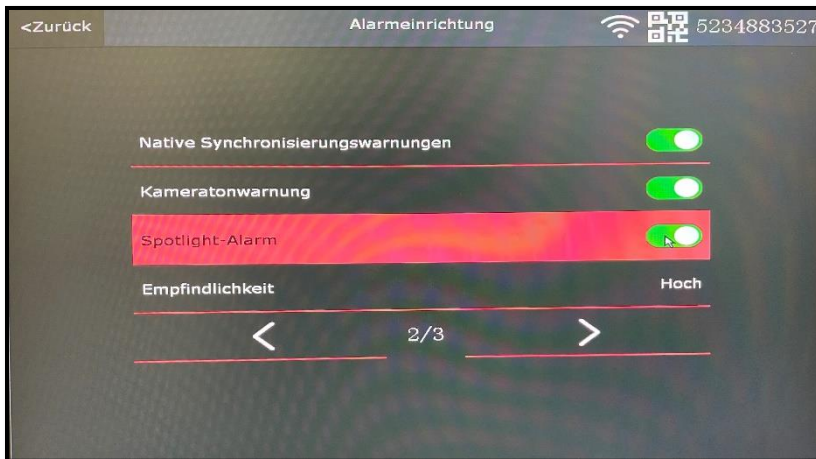 <Zurück
Alarmeinrichtung
5234883527
Native Synchronisierungswarnungen
Kameratonwarnung
Spotlight-Alarm
Empfindlichkeit Hoch
< 2/3 >